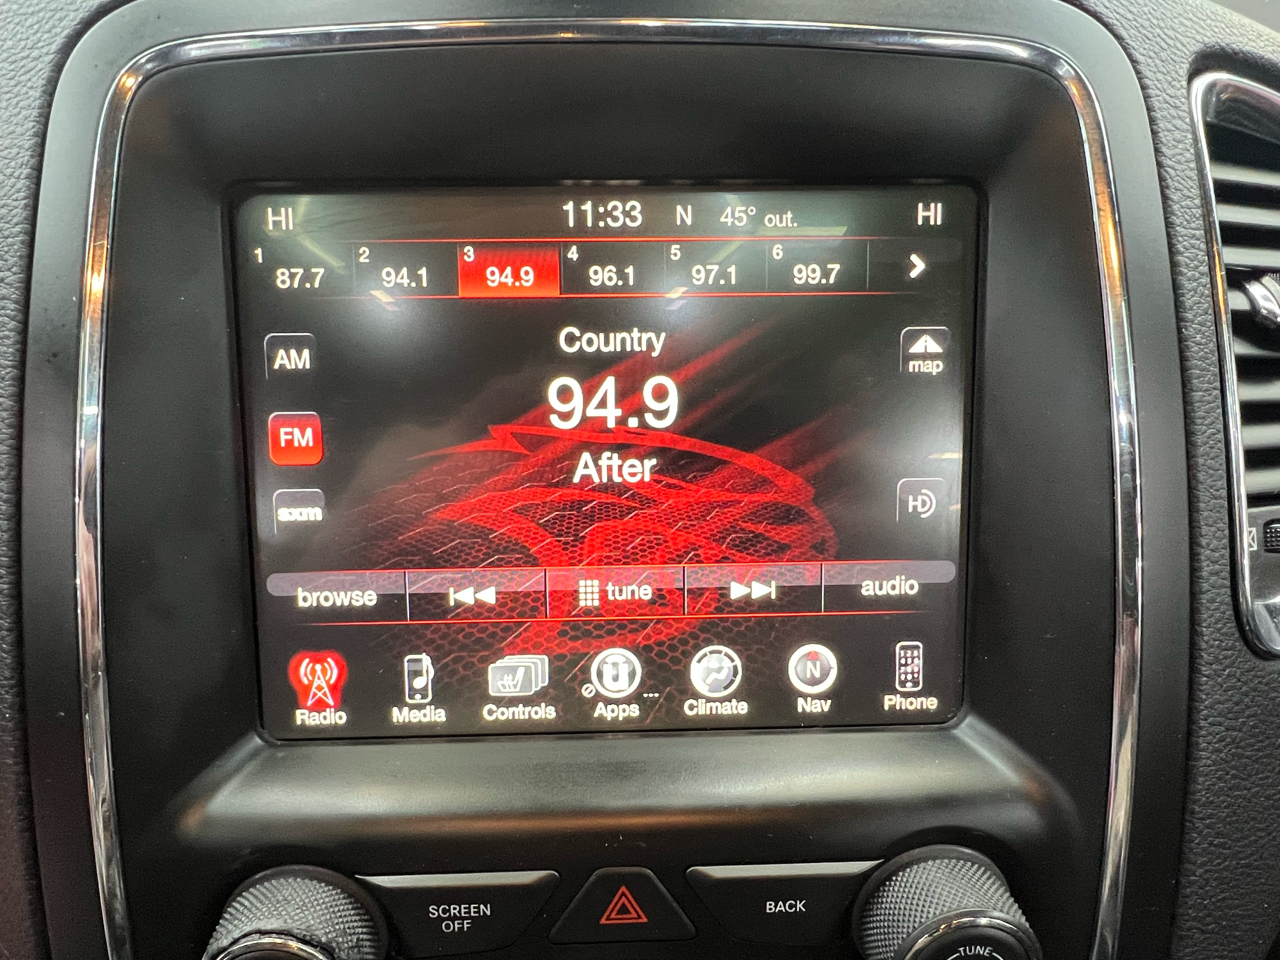 HI 11:33 N 45° out. HI
1 87.7 2 94.1 3 94.9 4 96.1 5 97.1 6 99.7
Country
AM
map
94.9
FM
After
sxm
HD
browse tune audio
Radio Media Controls Apps ... Climate Nav Phone
SCREEN
OFF
BACK
TUNE